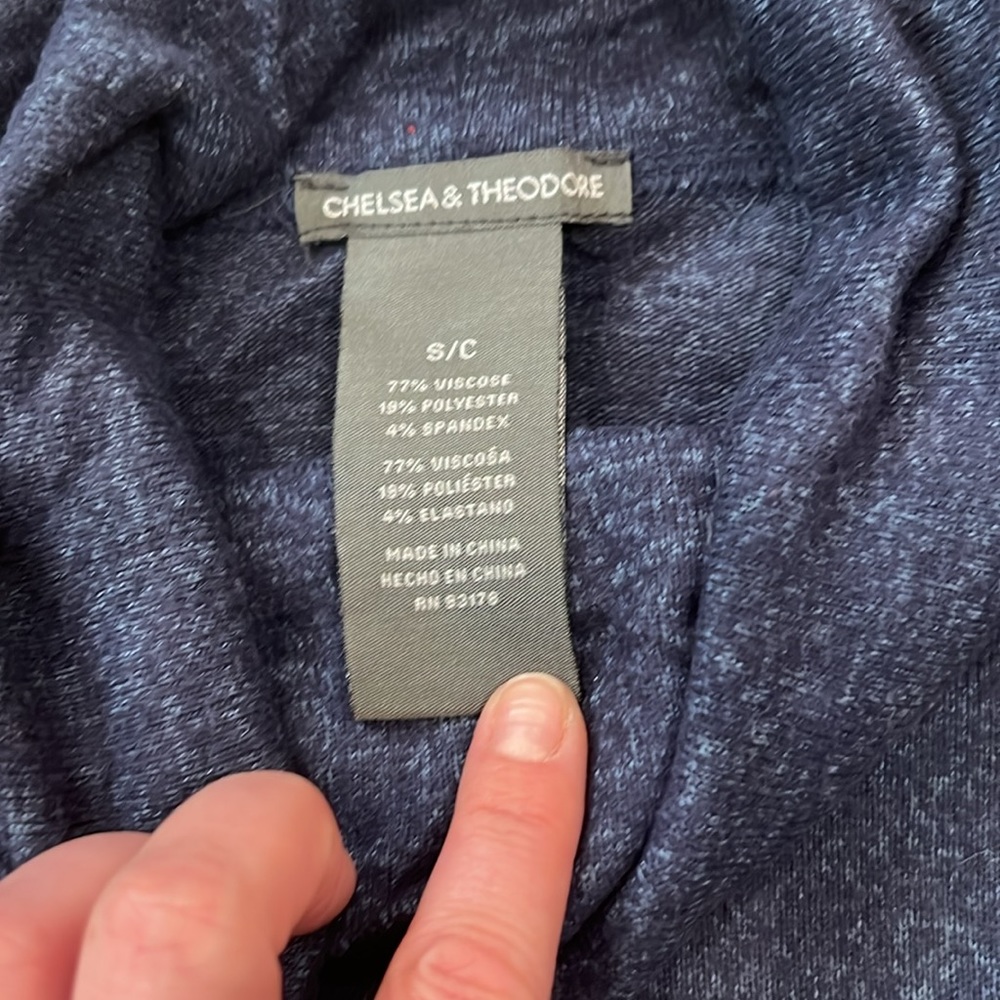 CHELSEA & THEODORE
S/C
77% VISCOSE
19% POLYESTER
4% SPANDEX
77% VISCOSA
19% POLIÉSTER
4% ELASTANO
MADE IN CHINA
HECHO EN CHINA
RN 93176